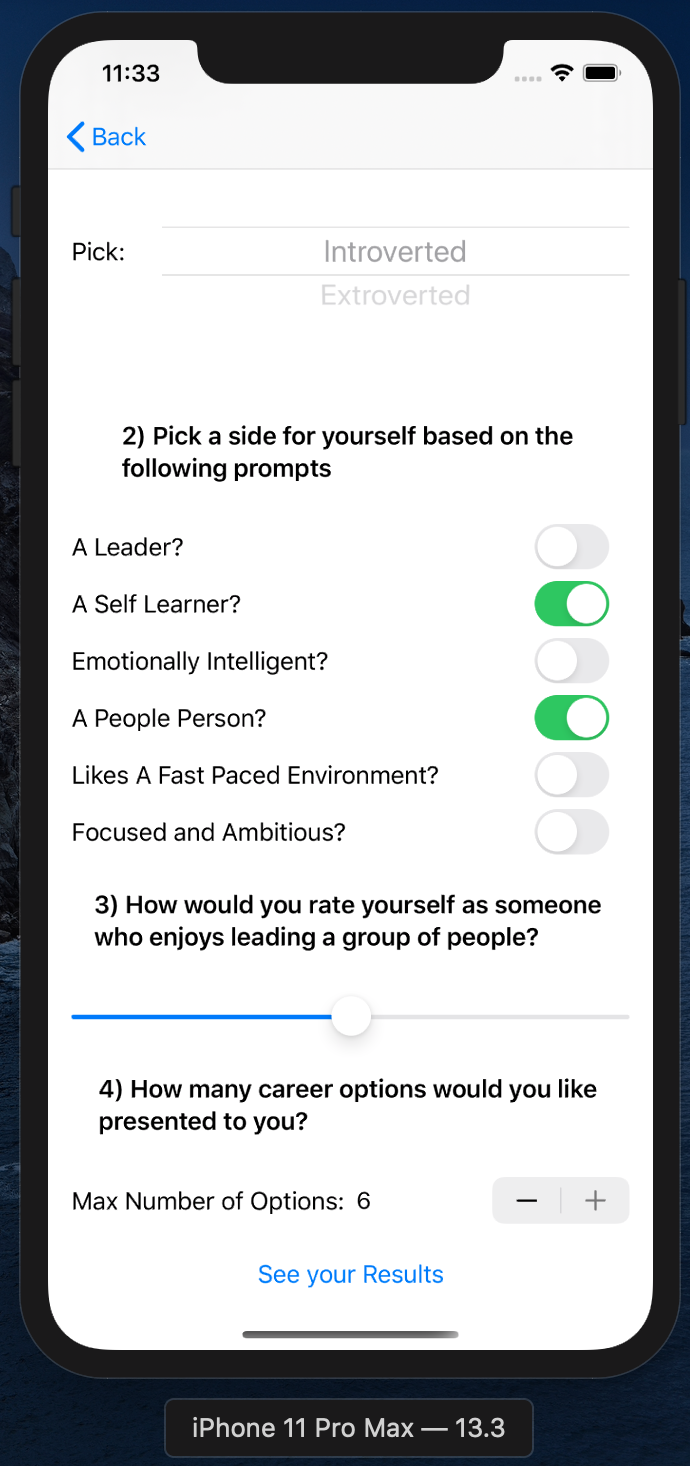 11:33
Back
Pick:
Introverted
Extroverted
2) Pick a side for yourself based on the
following prompts
A Leader?
A Self Learner?
Emotionally Intelligent?
A People Person?
Likes A Fast Paced Environment?
Focused and Ambitious?
3) How would you rate yourself as someone
who enjoys leading a group of people?
4) How many career options would you like
presented to you?
Max Number of Options: 6
See your Results
iPhone 11 Pro Max — 13.3